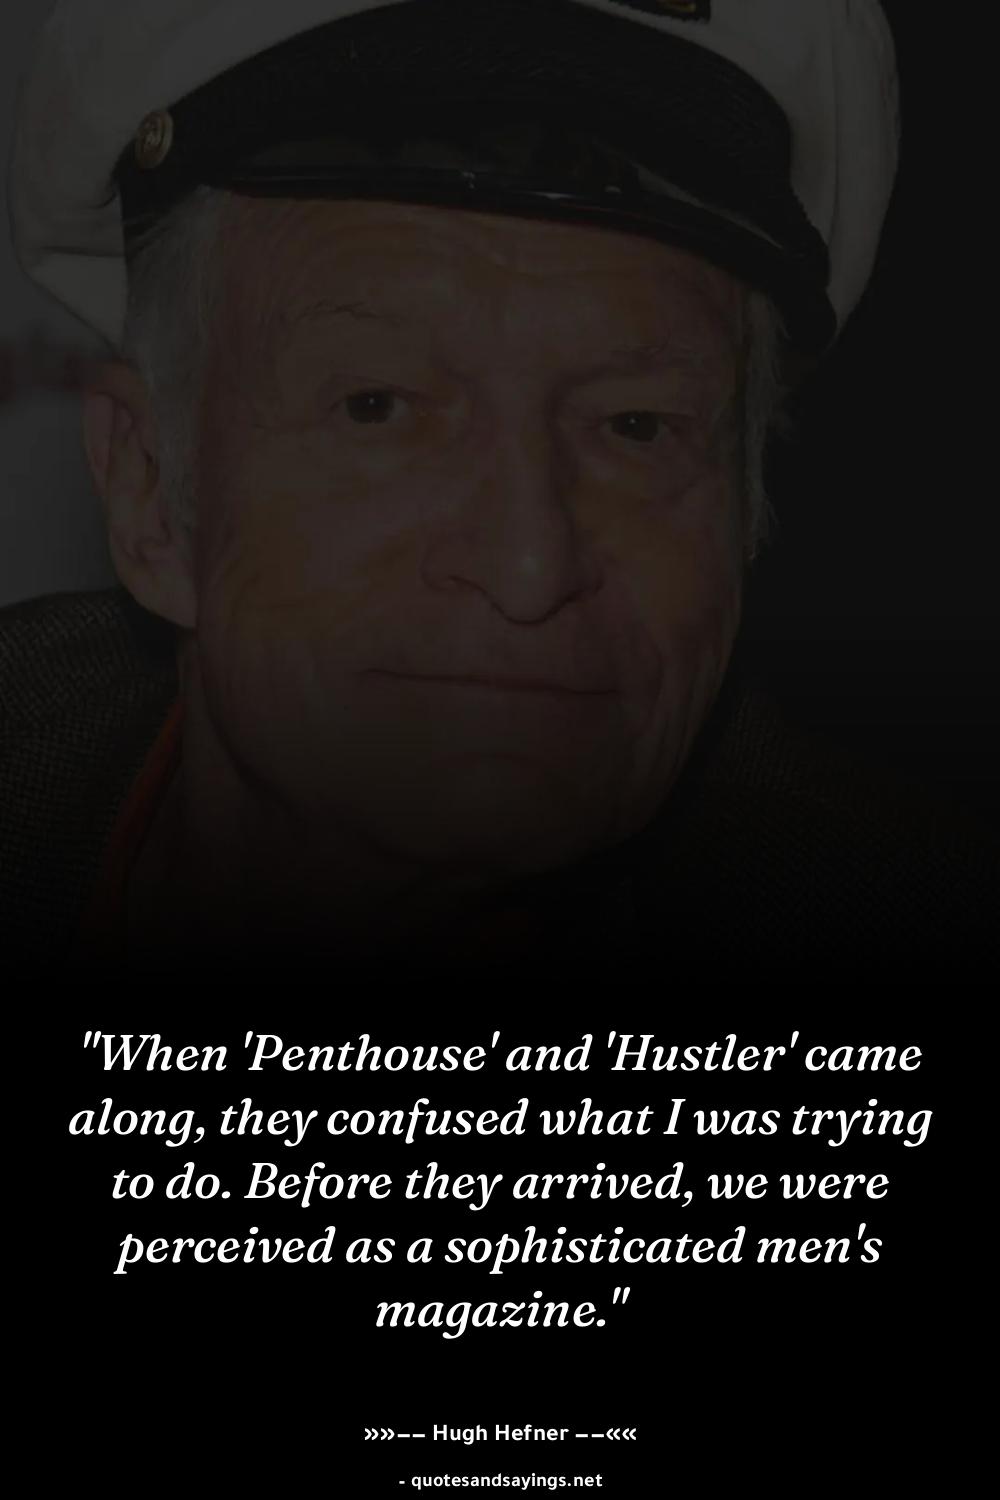 "When 'Penthouse' and 'Hustler' came
along, they confused what I was trying
to do. Before they arrived, we were
perceived as a sophisticated men's
magazine."
»»−− Hugh Hefner −−««
- quotesandsayings.net